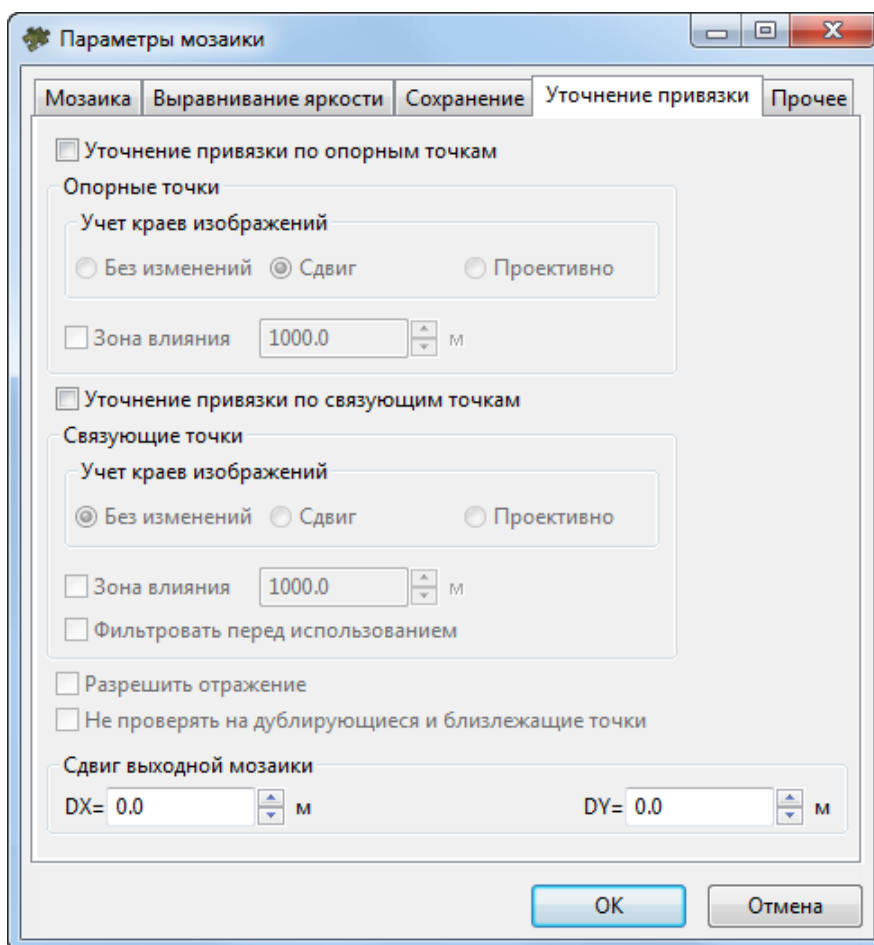 Параметры мозаики
Мозаика Выравнивание яркости Сохранение Уточнение привязки Прочее
Уточнение привязки по опорным точкам
Опорные точки
Учет краев изображений
Без изменений Сдвиг Проективно
Зона влияния 1000.0 м
Уточнение привязки по связующим точкам
Связующие точки
Учет краев изображений
Без изменений Сдвиг Проективно
Зона влияния 1000.0 м
Фильтровать перед использованием
Разрешить отражение
Не проверять на дублирующиеся и близлежащие точки
Сдвиг выходной мозаики
DX= 0.0 м DY= 0.0 м
OK Отмена